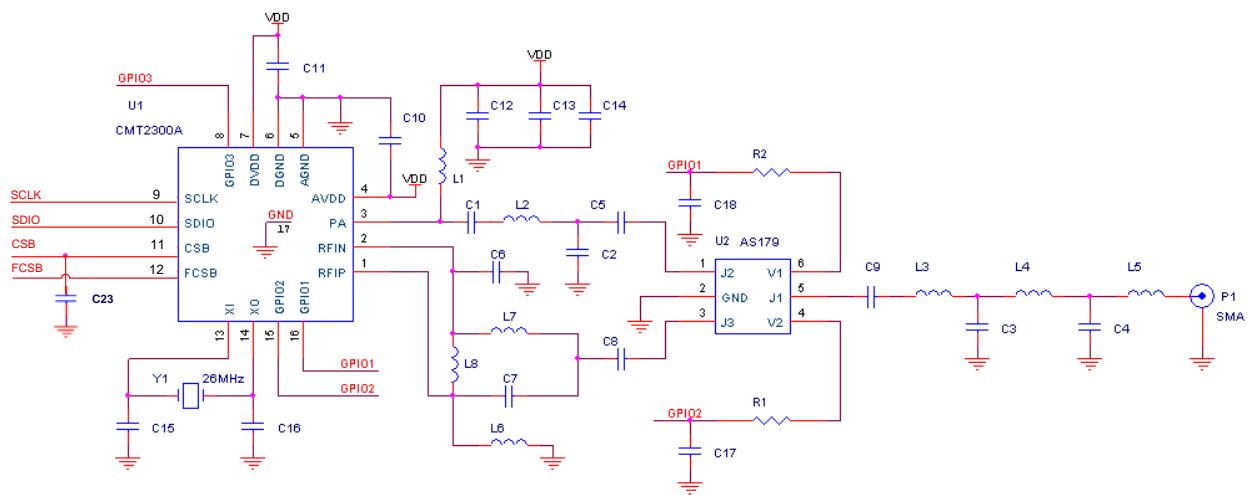 VDD
GPIO3
C11
VDD
U1
CMT2300A
C10
C12
C13
C14
8
7
6
5
GPIO3
DVDD
DGND
AGND
L1
GPIO1
R2
SCLK
9
SCLK
AVDD
4
VDD
SDIO
10
SDIO
GND
17
PA
3
C1
L2
C5
C18
CSB
11
CSB
RFIN
2
C6
C2
U2
AS179
FCSB
12
FCSB
RFIP
1
1
J2
V1
6
C9
L3
L4
L5
C23
2
GND
J1
5
P1
SMA
XI
XO
GPIO2
GPIO1
3
J3
V2
4
L7
C8
C3
C4
13
14
15
16
L8
Y1
26MHz
GPIO1
GPIO2
C7
R1
GPIO2
C15
C16
L6
C17